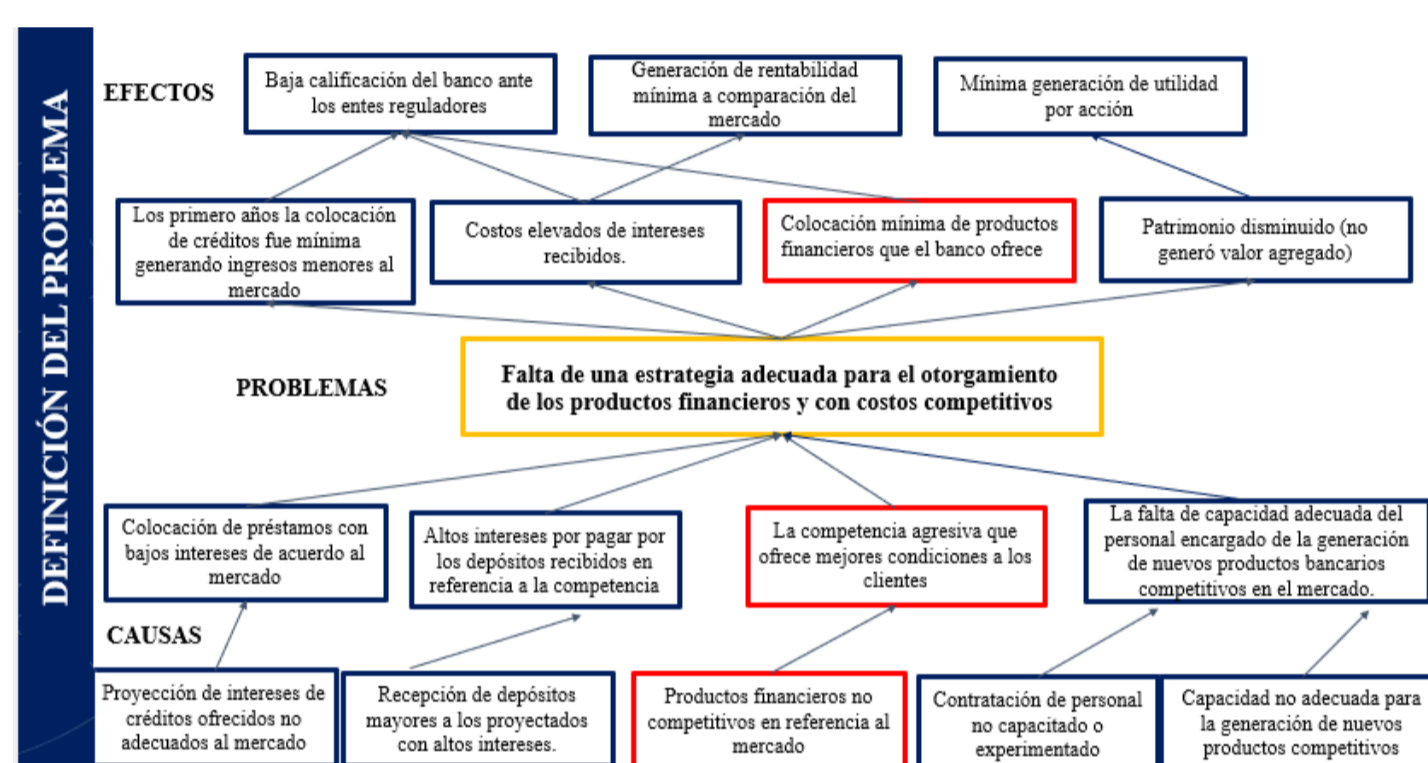 DEFINICIÓN DEL PROBLEMA
EFECTOS
Baja calificación del banco ante
los entes reguladores
Generación de rentabilidad
mínima a comparación del
mercado
Mínima generación de utilidad
por acción
Los primero años la colocación
de créditos fue mínima
generando ingresos menores al
mercado
Costos elevados de intereses
recibidos.
Colocación mínima de productos
financieros que el banco ofrece
Patrimonio disminuido (no
generó valor agregado)
PROBLEMAS
Falta de una estrategia adecuada para el otorgamiento
de los productos financieros y con costos competitivos
Colocación de préstamos con
bajos intereses de acuerdo al
mercado
Altos intereses por pagar por
los depósitos recibidos en
referencia a la competencia
La competencia agresiva que
ofrece mejores condiciones a los
clientes
La falta de capacidad adecuada del
personal encargado de la generación
de nuevos productos bancarios
competitivos en el mercado.
CAUSAS
Proyección de intereses de
créditos ofrecidos no
adecuados al mercado
Recepción de depósitos
mayores a los proyectados
con altos intereses.
Productos financieros no
competitivos en referencia al
mercado
Contratación de personal
no capacitado o
experimentado
Capacidad no adecuada para
la generación de nuevos
productos competitivos